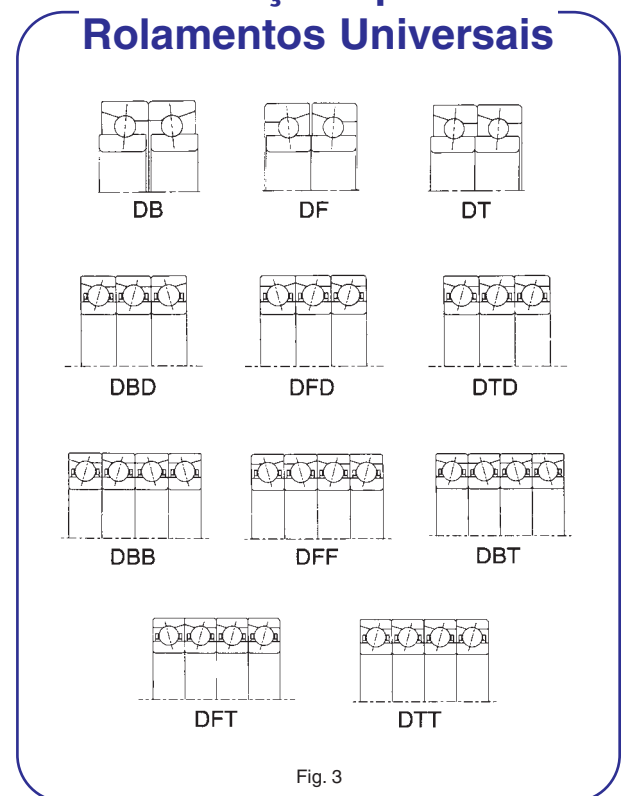 Rolamentos Universais
DB DF DT
DBD DFD DTD
DBB DFF DBT
DFT DTT
Fig. 3